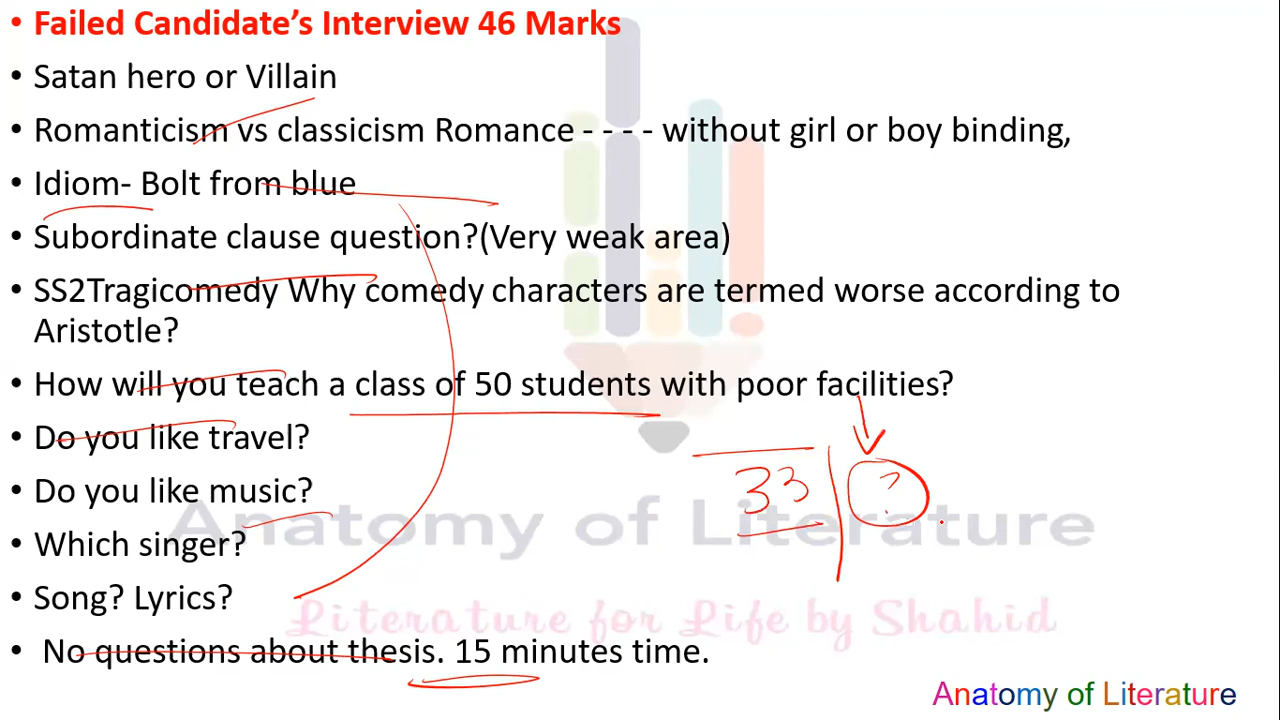 • Failed Candidate's Interview 46 Marks
• Satan hero or Villain
• Romanticism vs classicism Romance - - - - without girl or boy binding,
• Idiom- Bolt from blue
• Subordinate clause question?(Very weak area)
• SS2Tragicomedy Why comedy characters are termed worse according to
Aristotle?
• How will you teach a class of 50 students with poor facilities?
• Do you like travel?
• Do you like music?
33 ?
Anatomy of Literature
• Which singer?
• Song? Lyrics?
Literature for Life by Shahid
• No questions about thesis. 15 minutes time.
Anatomy of Literature